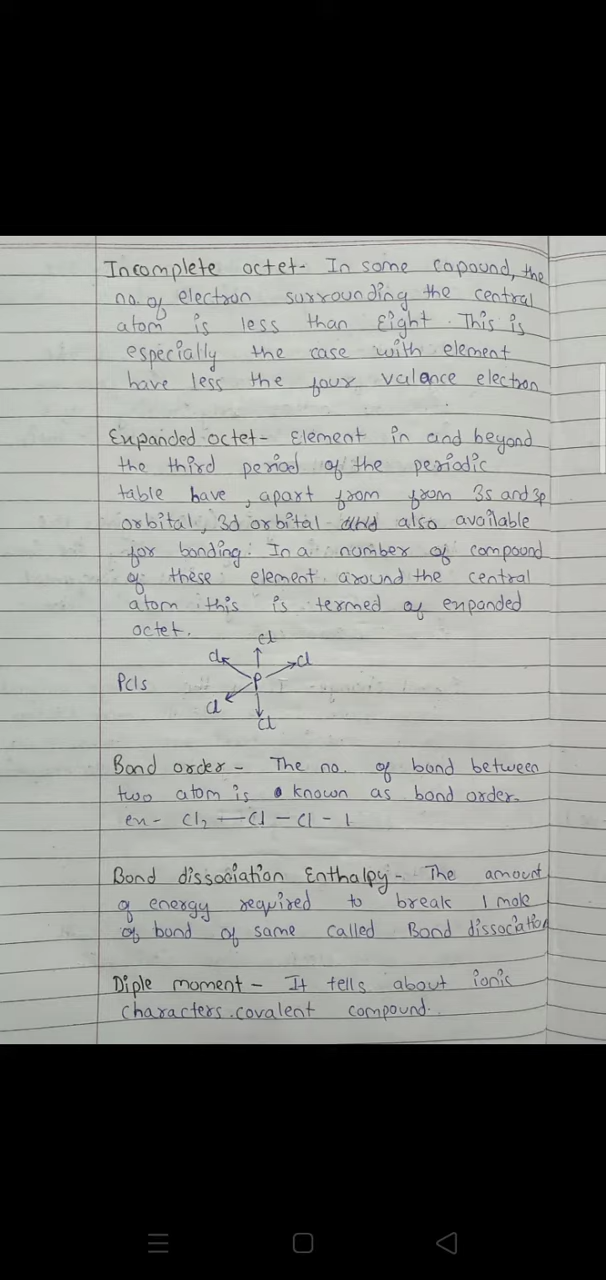 Incomplete octet- In some copound, the
no. of electron surrounding the central
atom is less than Eight. This is
especially the case with element
have less the four valance electron
Expanded octet- Element in and beyond
the third period of the periodic
table have, apart from from 3s and 3p
orbital, 3d orbital also available
for bonding. In a number of compound
of these element around the central
atom this is termed of expanded
octet.
Cl
Cl Cl
PCl5 P
Cl
Cl
Bond order- The no. of bond between
two atom is known as bond order.
ex- Cl2 — Cl - Cl - 1
Bond dissociation Enthalpy- The amount
of energy required to break 1 mole
of bond of same called Bond dissociation
Diple moment- It tells about ionic
characters.covalent compound.